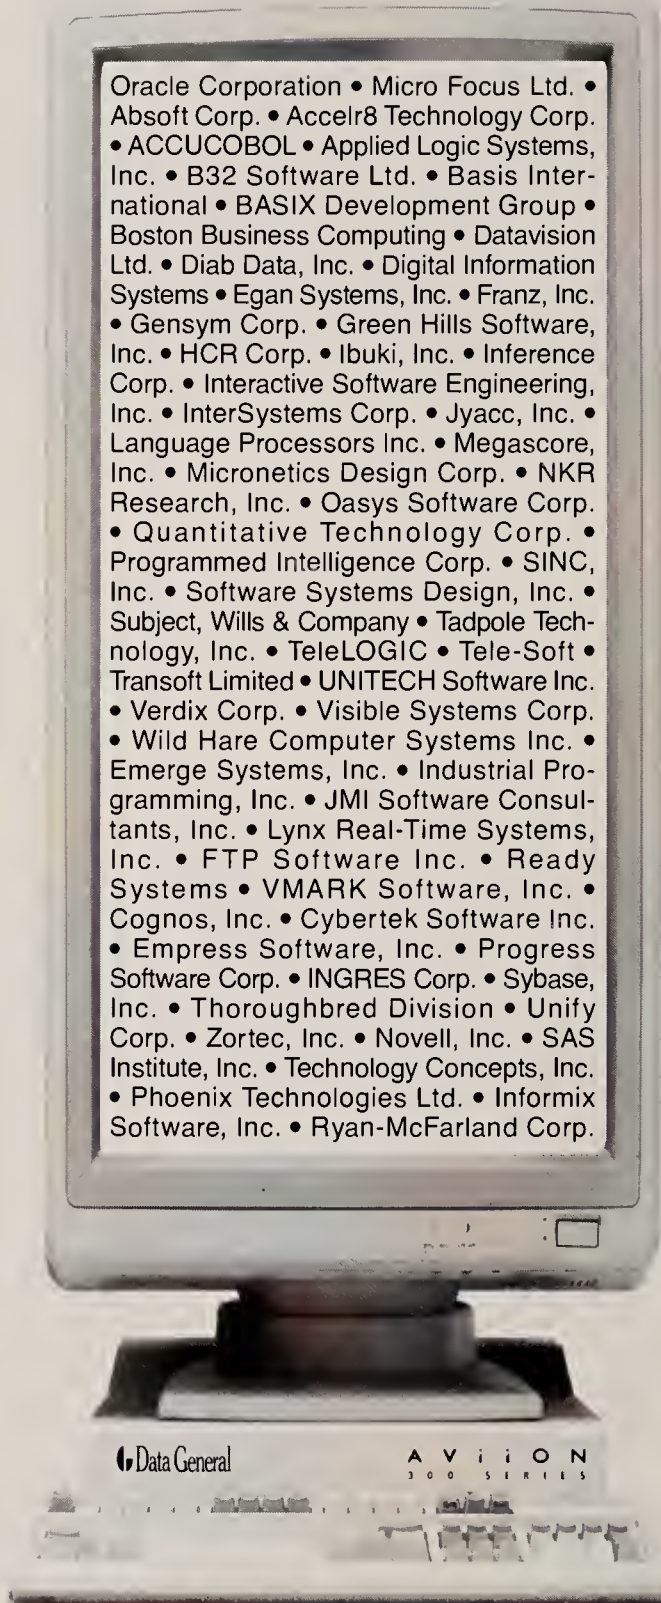 Oracle Corporation • Micro Focus Ltd. •
Absoft Corp. • Accelr8 Technology Corp.
• ACCUCOBOL • Applied Logic Systems,
Inc. • B32 Software Ltd. • Basis Inter-
national • BASIX Development Group •
Boston Business Computing • Datavision
Ltd. • Diab Data, Inc. • Digital Information
Systems • Egan Systems, Inc. • Franz, Inc.
• Gensym Corp. • Green Hills Software,
Inc. • HCR Corp. • Ibuki, Inc. • Inference
Corp. • Interactive Software Engineering,
Inc. • InterSystems Corp. • Jyacc, Inc. •
Language Processors Inc. • Megascore,
Inc. • Micronetics Design Corp. • NKR
Research, Inc. • Oasys Software Corp.
• Quantitative Technology Corp. •
Programmed Intelligence Corp. • SINC,
Inc. • Software Systems Design, Inc. •
Subject, Wills & Company • Tadpole Tech-
nology, Inc. • TeleLOGIC • Tele-Soft •
Transoft Limited • UNITECH Software Inc.
• Verdix Corp. • Visible Systems Corp.
• Wild Hare Computer Systems Inc. •
Emerge Systems, Inc. • Industrial Pro-
gramming, Inc. • JMI Software Consul-
tants, Inc. • Lynx Real-Time Systems,
Inc. • FTP Software Inc. • Ready
Systems • VMARK Software, Inc. •
Cognos, Inc. • Cybertek Software Inc.
• Empress Software, Inc. • Progress
Software Corp. • INGRES Corp. • Sybase,
Inc. • Thoroughbred Division • Unify
Corp. • Zortec, Inc. • Novell, Inc. • SAS
Institute, Inc. • Technology Concepts, Inc.
• Phoenix Technologies Ltd. • Informix
Software, Inc. • Ryan-McFarland Corp.
Data General
AViiON
300 SERIES